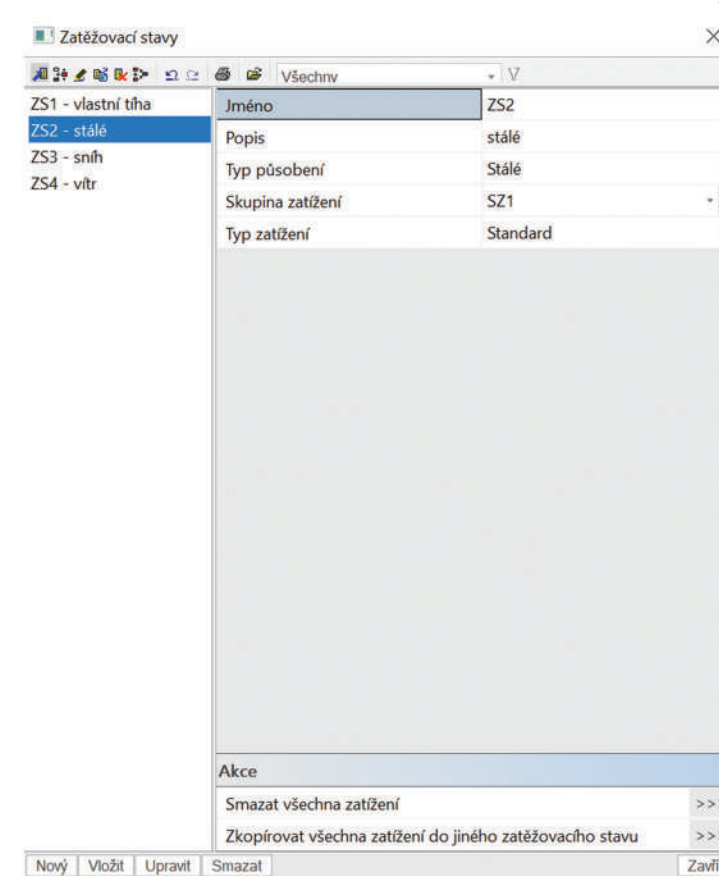 Zatěžovací stavy
Všechny
ZS1 - vlastní tíha
ZS2 - stálé
ZS3 - sníh
ZS4 - vítr
Jméno ZS2
Popis stálé
Typ působení Stálé
Skupina zatížení SZ1
Typ zatížení Standard
Akce
Smazat všechna zatížení >>
Zkopírovat všechna zatížení do jiného zatěžovacího stavu >>
Nový Vložit Upravit Smazat Zavří